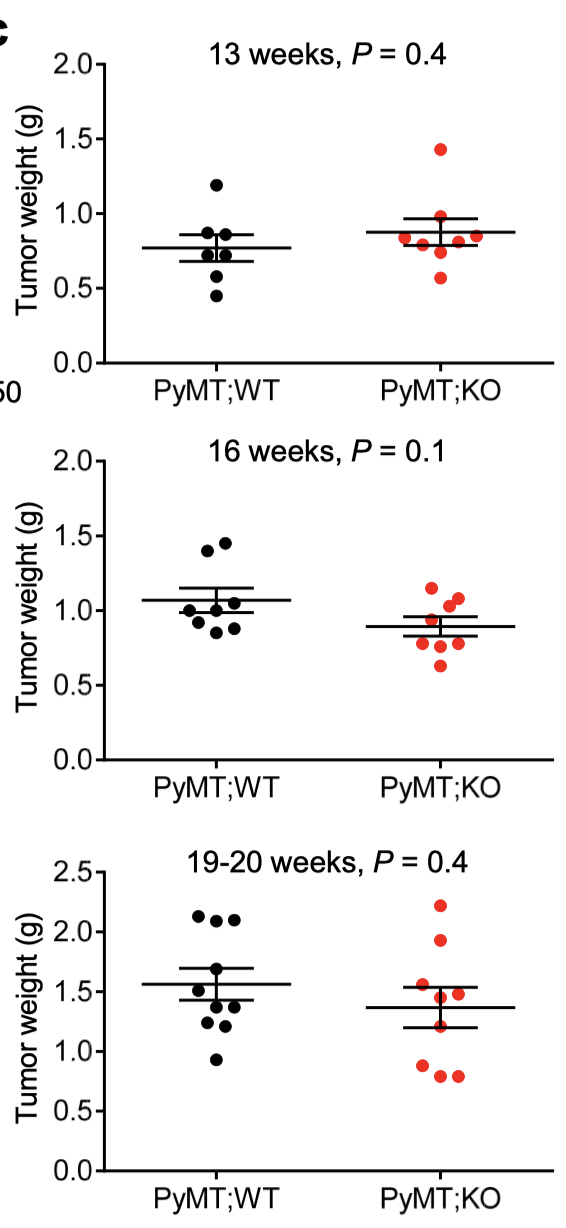 c
13 weeks, P = 0.4
Tumor weight (g)
2.0
1.5
1.0
0.5
0.0
PyMT;WT PyMT;KO
50
16 weeks, P = 0.1
Tumor weight (g)
2.0
1.5
1.0
0.5
0.0
PyMT;WT PyMT;KO
19-20 weeks, P = 0.4
Tumor weight (g)
2.5
2.0
1.5
1.0
0.5
0.0
PyMT;WT PyMT;KO